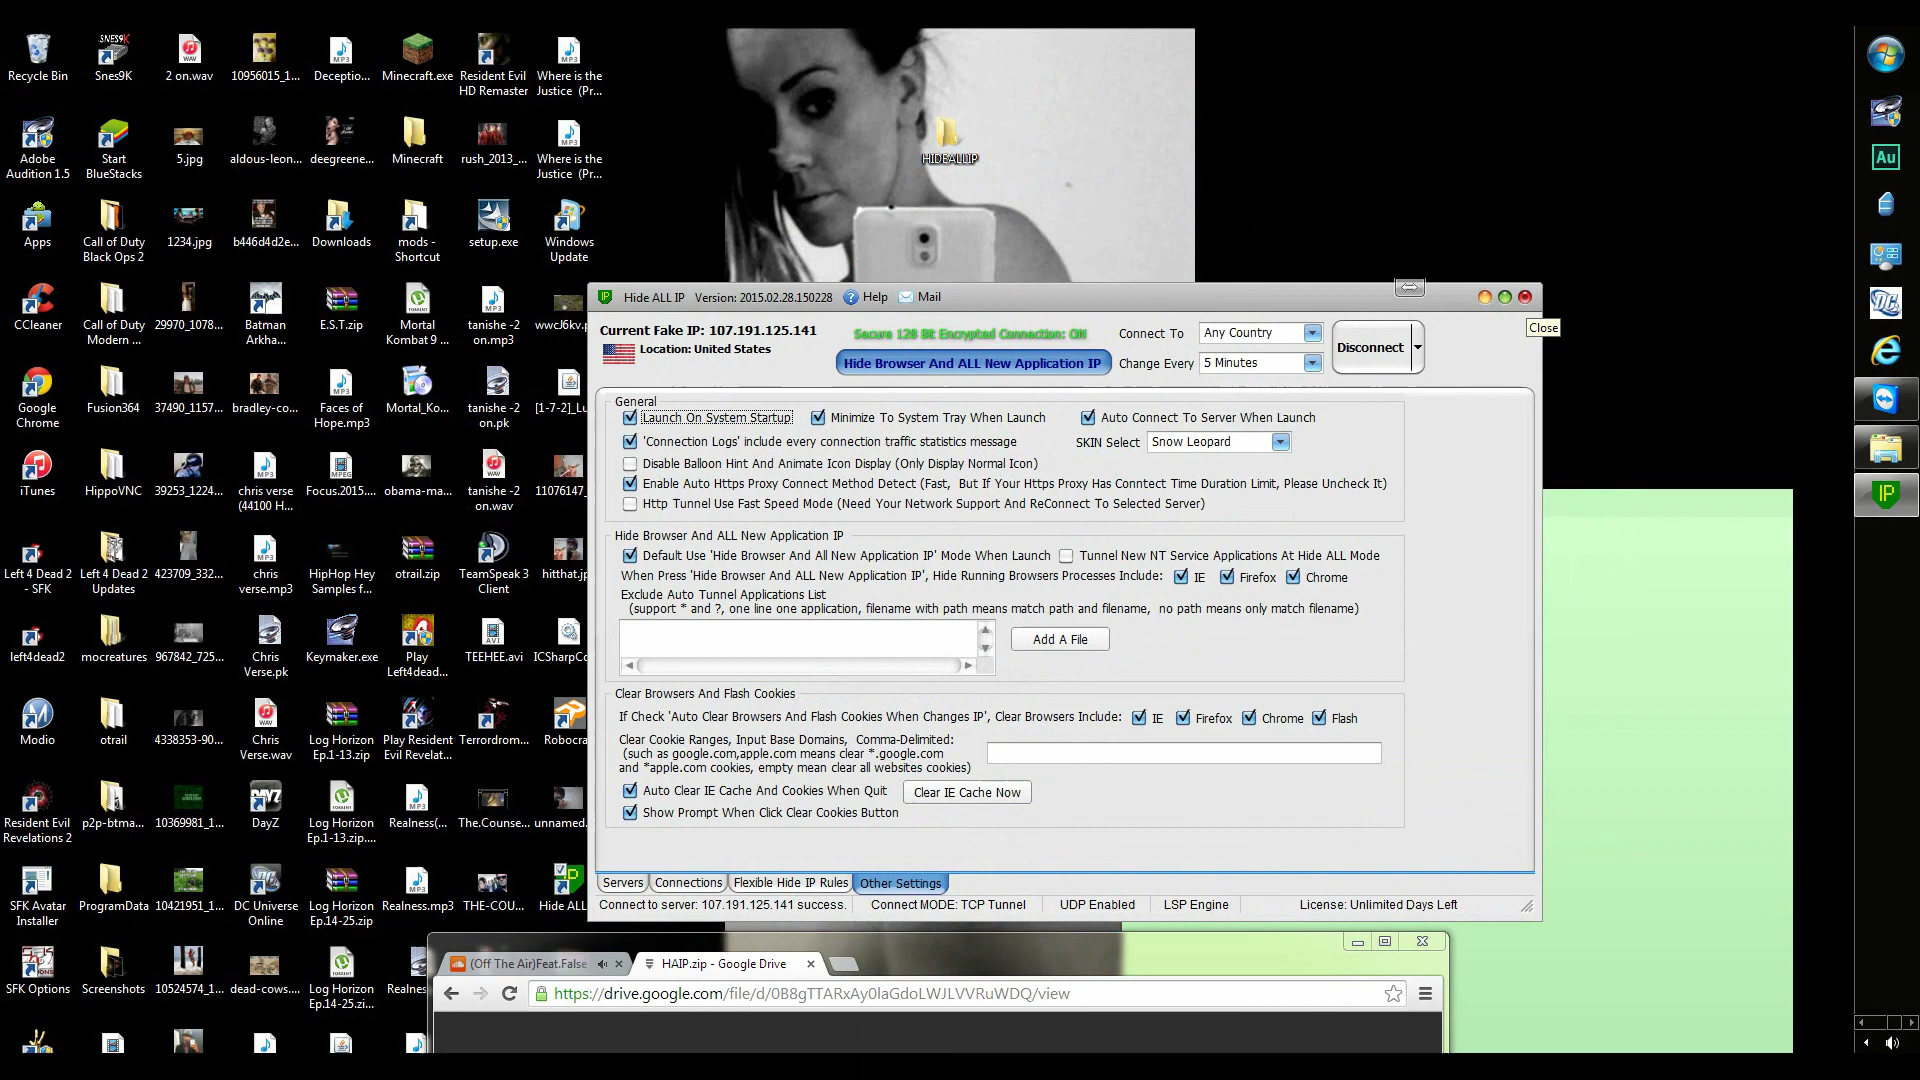 Recycle Bin
Snes9K
2 on.wav
10956015_1...
Deceptio...
Minecraft.exe
Resident Evil
HD Remaster
Where is the
Justice (Pr...
Adobe
Audition 1.5
Start
BlueStacks
5.jpg
aldous-leon...
deegreene...
Minecraft
rush_2013_...
Where is the
Justice (Pr...
HIDEALLIP
Apps
Call of Duty
Black Ops 2
1234.jpg
b446d4d2e...
Downloads
mods -
Shortcut
setup.exe
Windows
Update
CCleaner
Call of Duty
Modern ...
29970_1078...
Batman
Arkha...
E.S.T.zip
Mortal
Kombat 9 ...
tanishe -2
on.mp3
wwcJ6kv.p
Google
Chrome
Fusion364
37490_1157...
bradley-co...
Faces of
Hope.mp3
Mortal_Ko...
tanishe -2
on.pk
[1-7-2]_Lu
iTunes
HippoVNC
39253_1224...
chris verse
(44100 H...
Focus.2015....
obama-ma...
tanishe -2
on.wav
11076147_
Left 4 Dead 2
- SFK
Left 4 Dead 2
Updates
423709_332...
chris
verse.mp3
HipHop Hey
Samples f...
otrail.zip
TeamSpeak 3
Client
hitthat.jp
left4dead2
mocreatures
967842_725...
Chris
Verse.pk
Keymaker.exe
Play
Left4dead...
TEEHEE.avi
ICSharpCo
Modio
otrail
4338353-90...
Chris
Verse.wav
Log Horizon
Ep.1-13.zip
Play Resident
Evil Revelat...
Terrordrom...
Robocra
Resident Evil
Revelations 2
p2p-btma...
10369981_1...
DayZ
Log Horizon
Ep.1-13.zip....
Realness(...
The.Counse...
unnamed.
SFK Avatar
Installer
ProgramData
10421951_1...
DC Universe
Online
Log Horizon
Ep.14-25.zip
Realness.mp3
THE-COU...
Hide ALL
SFK Options
Screenshots
10524574_1...
dead-cows....
Log Horizon
Ep.14-25.zi...
Realnes
Hide ALL IP Version: 2015.02.28.150228 Help Mail
Close
Current Fake IP: 107.191.125.141
Location: United States
Secure 128 Bit Encrypted Connection: ON
Hide Browser And ALL New Application IP
Connect To Any Country
Change Every 5 Minutes
Disconnect
General
Launch On System Startup Minimize To System Tray When Launch Auto Connect To Server When Launch
'Connection Logs' include every connection traffic statistics message SKIN Select Snow Leopard
Disable Balloon Hint And Animate Icon Display (Only Display Normal Icon)
Enable Auto Https Proxy Connect Method Detect (Fast, But If Your Https Proxy Has Conntect Time Duration Limit, Please Uncheck It)
Http Tunnel Use Fast Speed Mode (Need Your Network Support And ReConnect To Selected Server)
Hide Browser And ALL New Application IP
Default Use 'Hide Browser And All New Application IP' Mode When Launch Tunnel New NT Service Applications At Hide ALL Mode
When Press 'Hide Browser And ALL New Application IP', Hide Running Browsers Processes Include: IE Firefox Chrome
Exclude Auto Tunnel Applications List
(support * and ?, one line one application, filename with path means match path and filename, no path means only match filename)
Add A File
Clear Browsers And Flash Cookies
If Check 'Auto Clear Browsers And Flash Cookies When Changes IP', Clear Browsers Include: IE Firefox Chrome Flash
Clear Cookie Ranges, Input Base Domains, Comma-Delimited:
(such as google.com,apple.com means clear *.google.com
and *apple.com cookies, empty mean clear all websites cookies)
Auto Clear IE Cache And Cookies When Quit Clear IE Cache Now
Show Prompt When Click Clear Cookies Button
Servers Connections Flexible Hide IP Rules Other Settings
Connect to server: 107.191.125.141 success. Connect MODE: TCP Tunnel UDP Enabled LSP Engine License: Unlimited Days Left
(Off The Air)Feat.False
HAIP.zip - Google Drive
https://drive.google.com/file/d/0B8gTTARxAy0laGdoLWJLVVRuWDQ/view
Au
IP